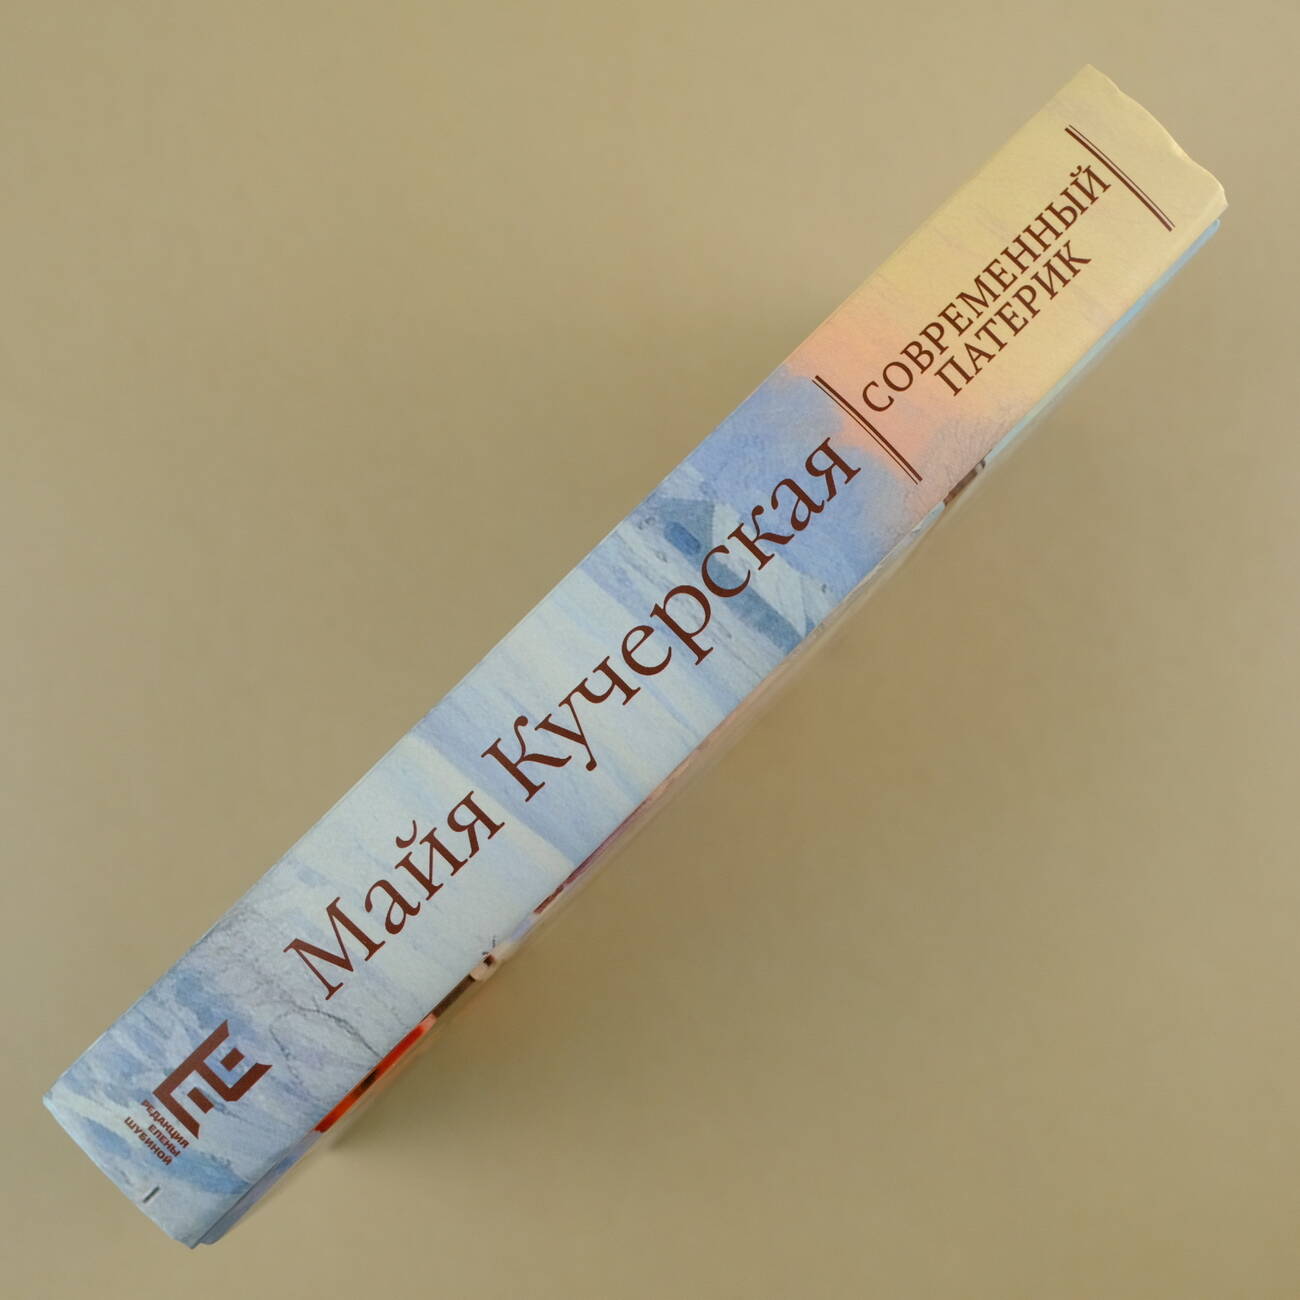 Майя Кучерская
СОВРЕМЕННЫЙ
ПАТЕРИК
РЕДАКЦИЯ
ЕЛЕНЫ
ШУБИНОЙ